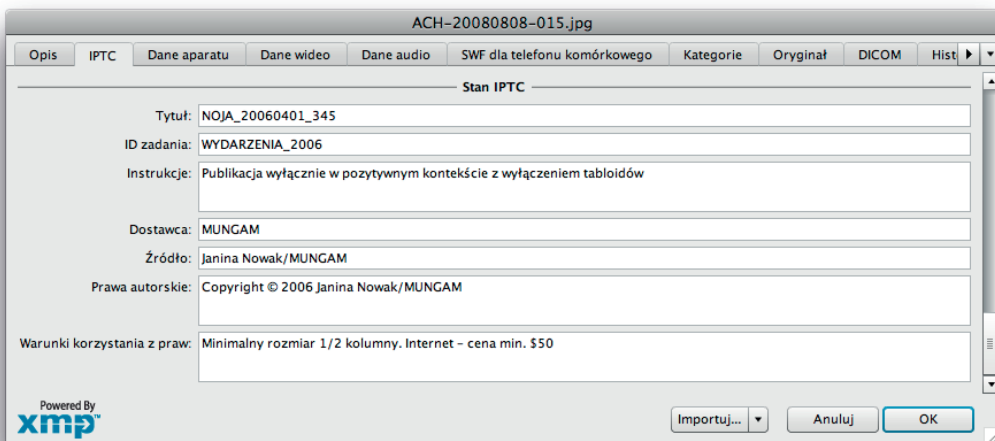 ACH-20080808-015.jpg
Opis IPTC Dane aparatu Dane wideo Dane audio SWF dla telefonu komórkowego Kategorie Oryginał DICOM
Stan IPTC
Tytuł: NOJA_20060401_345
ID zadania: WYDARZENIA_2006
Instrukcje: Publikacja wyłącznie w pozytywnym kontekście z wyłączeniem tabloidów
Dostawca: MUNGAM
Źródło: Janina Nowak/MUNGAM
Prawa autorskie: Copyright © 2006 Janina Nowak/MUNGAM
Warunki korzystania z praw: Minimalny rozmiar 1/2 kolumny. Internet – cena min. $50
Powered By
xmp™
Importuj... Anuluj OK